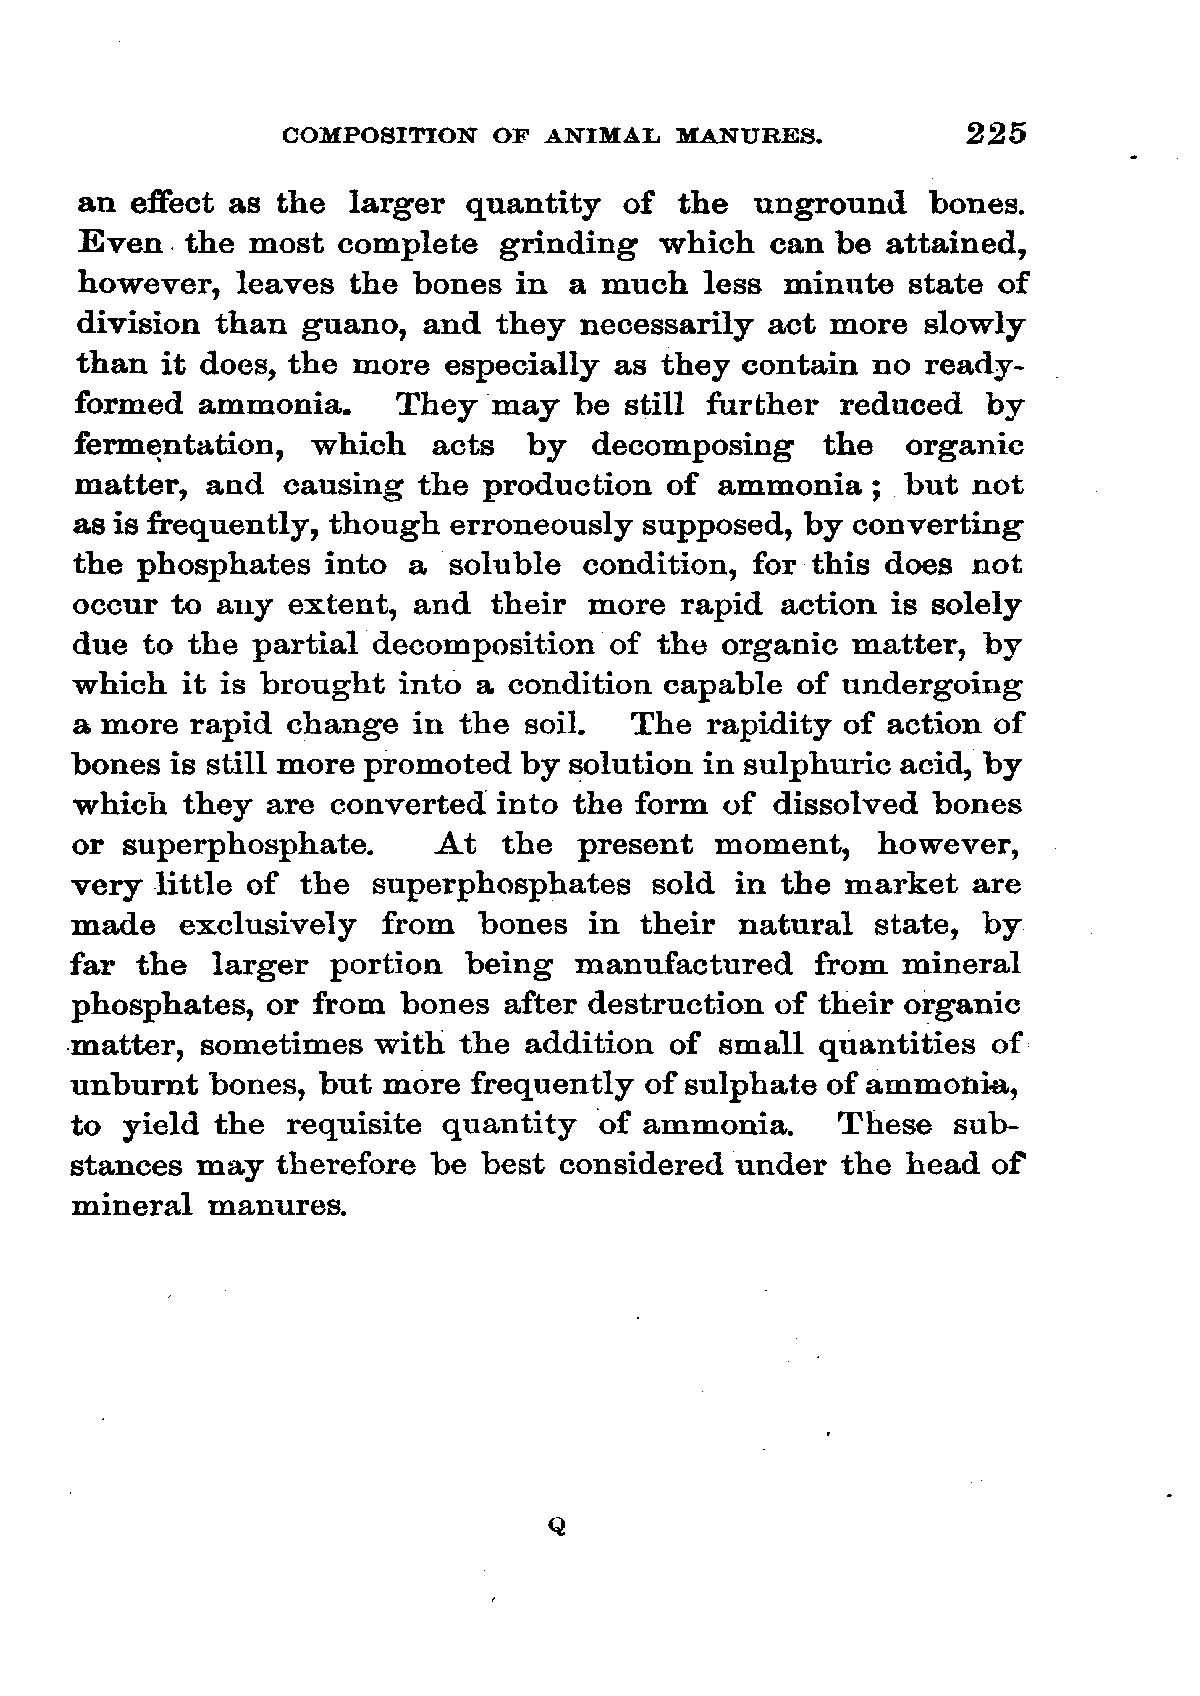 COMPOSITION OF ANIMAL MANURES. 225
an effect as the larger quantity of the unground bones.
Even the most complete grinding which can be attained,
however, leaves the bones in a much less minute state of
division than guano, and they necessarily act more slowly
than it does, the more especially as they contain no ready-
formed ammonia. They may be still further reduced by
fermentation, which acts by decomposing the organic
matter, and causing the production of ammonia ; but not
as is frequently, though erroneously supposed, by converting
the phosphates into a soluble condition, for this does not
occur to any extent, and their more rapid action is solely
due to the partial decomposition of the organic matter, by
which it is brought into a condition capable of undergoing
a more rapid change in the soil. The rapidity of action of
bones is still more promoted by solution in sulphuric acid, by
which they are converted into the form of dissolved bones
or superphosphate. At the present moment, however,
very little of the superphosphates sold in the market are
made exclusively from bones in their natural state, by
far the larger portion being manufactured from mineral
phosphates, or from bones after destruction of their organic
matter, sometimes with the addition of small quantities of
unburnt bones, but more frequently of sulphate of ammonia,
to yield the requisite quantity of ammonia. These sub-
stances may therefore be best considered under the head of
mineral manures.
Q